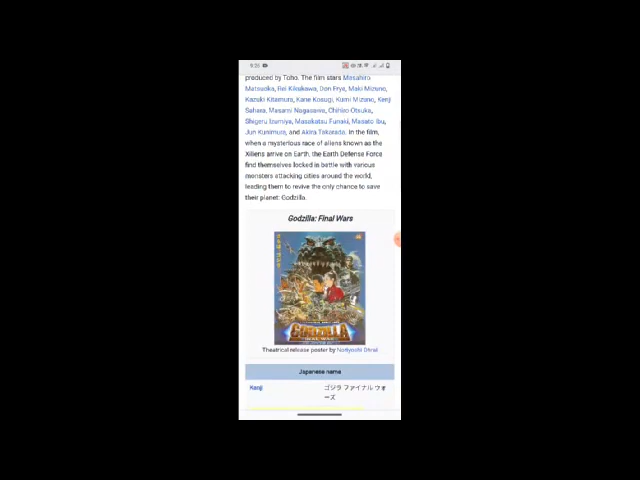 produced by Toho. The film stars Masahiro
Matsuoka, Rei Kikukawa, Don Frye, Maki Mizuno,
Kazuki Kitamura, Kane Kosugi, Kumi Mizuno, Kenji
Sahara, Masami Nagasawa, Chihiro Otsuka,
Shigeru Izumiya, Masakatsu Funaki, Masato Ibu,
Jun Kunimura, and Akira Takarada. In the film,
when a mysterious race of aliens known as the
Xiliens arrive on Earth, the Earth Defense Force
find themselves locked in battle with various
monsters attacking cities around the world,
leading them to revive the only chance to save
their planet: Godzilla.
Godzilla: Final Wars
GODZILLA
FINAL WARS
Theatrical release poster by Noriyoshi Ohrai
Japanese name
Kanji
ゴジラ ファイナル ウォ
ーズ